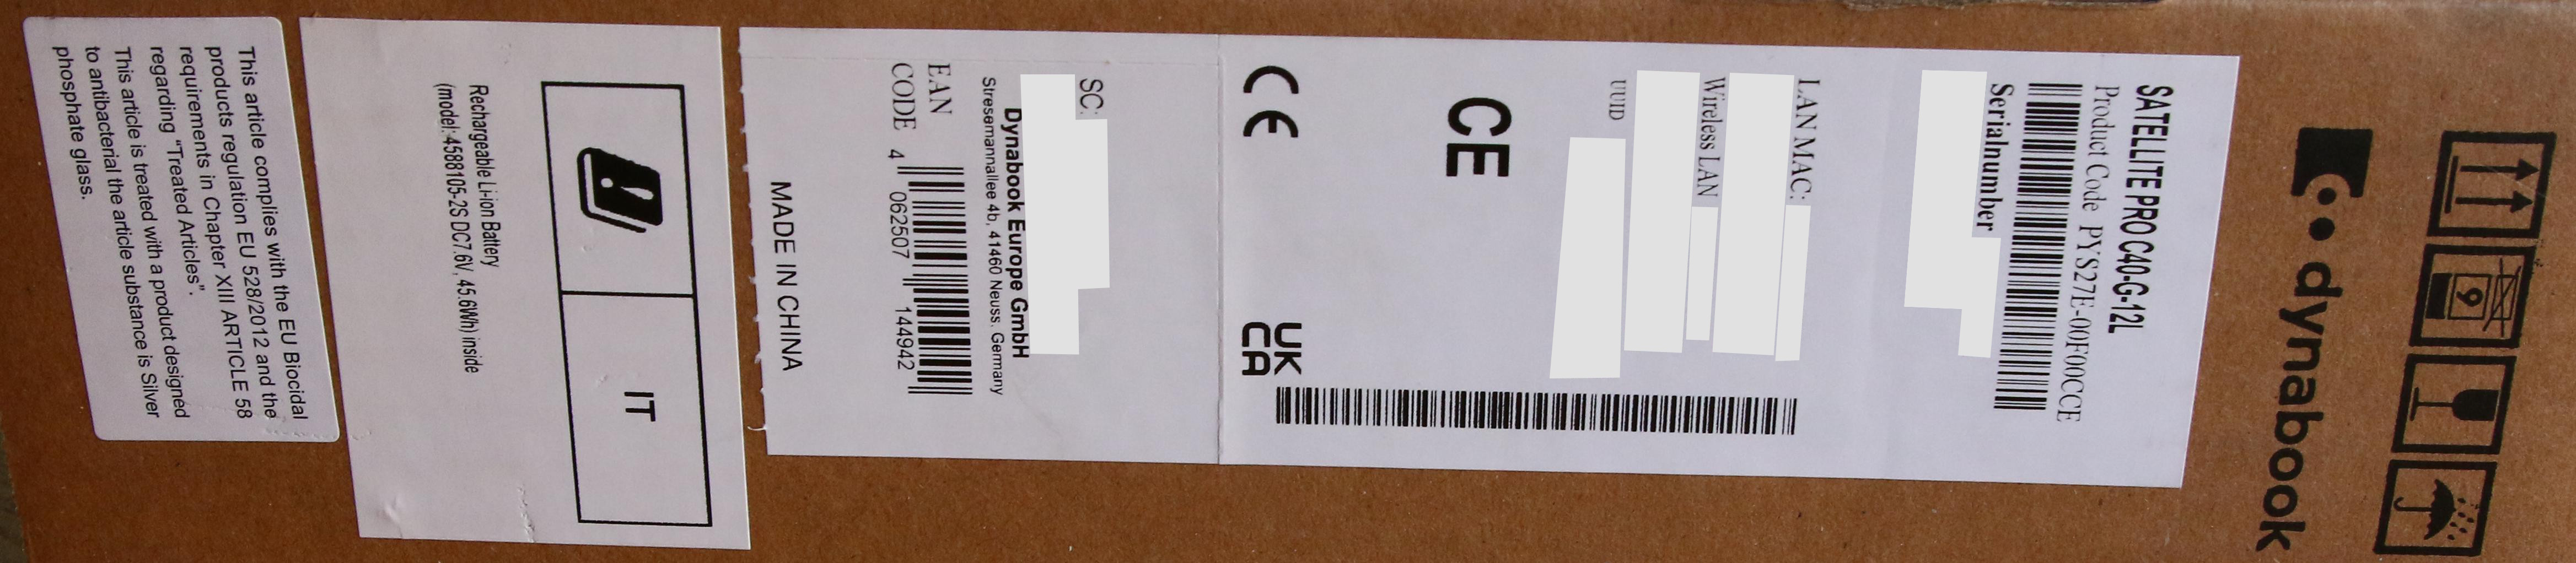 dynabook
6
SATELLITE PRO C40-G-12L
Product Code PYS27E-00F00CCE
Serialnumber
LAN MAC:
Wireless LAN
UUID
CE
CE
UK
CA
SC:
Dynabook Europe GmbH
Stresemannallee 4b, 41460 Neuss, Germany
EAN
CODE 4 062507 144942
MADE IN CHINA
IT
Rechargeable Li-ion Battery
(model: 4588105-2S DC7.6V, 45.6Wh) inside
This article complies with the EU Biocidal
products regulation EU 528/2012 and the
requirements in Chapter XIII ARTICLE 58
regarding "Treated Articles".
This article is treated with a product designed
to antibacterial the article substance is Silver
phosphate glass.